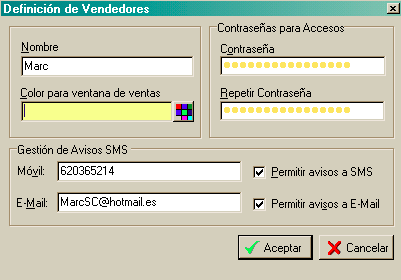 Definición de Vendedores
Nombre
Marc
Color para ventana de ventas
Contraseñas para Accesos
Contraseña
Repetir Contraseña
Gestión de Avisos SMS
Móvil: 620365214
Permitir avisos a SMS
E-Mail: MarcSC@hotmail.es
Permitir avisos a E-Mail
Aceptar Cancelar